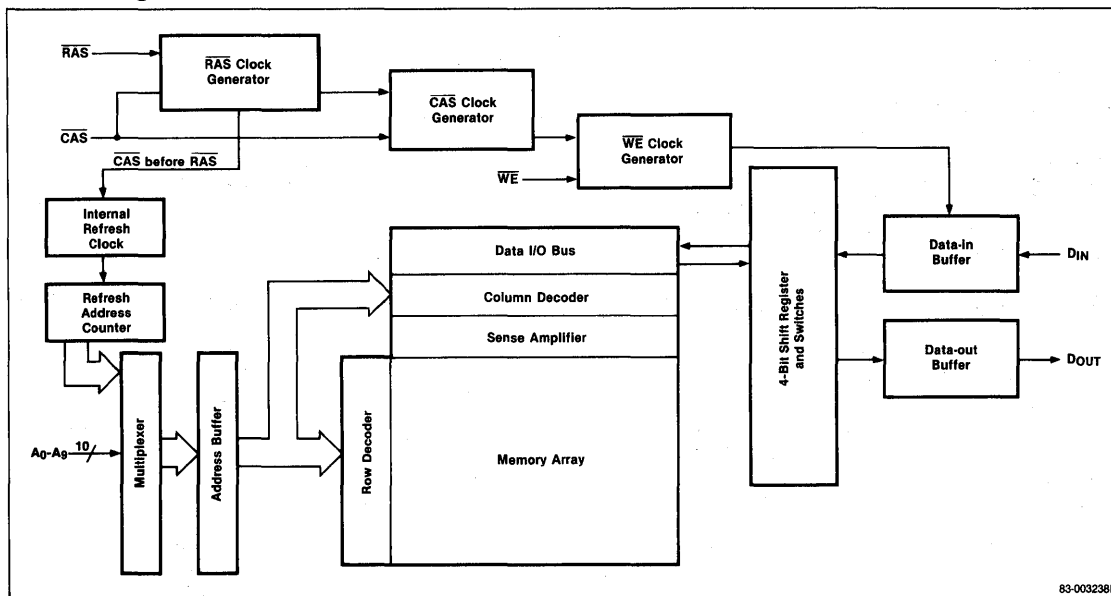 RAS
RAS Clock
Generator
CAS
CAS Clock
Generator
CAS before RAS
WE Clock
Generator
WE
Internal
Refresh
Clock
Refresh
Address
Counter
Data I/O Bus
Column Decoder
Sense Amplifier
Row Decoder
Memory Array
4-Bit Shift Register
and Switches
Data-in
Buffer
DIN
Data-out
Buffer
DOUT
A0-A9
10
Multiplexer
Address Buffer